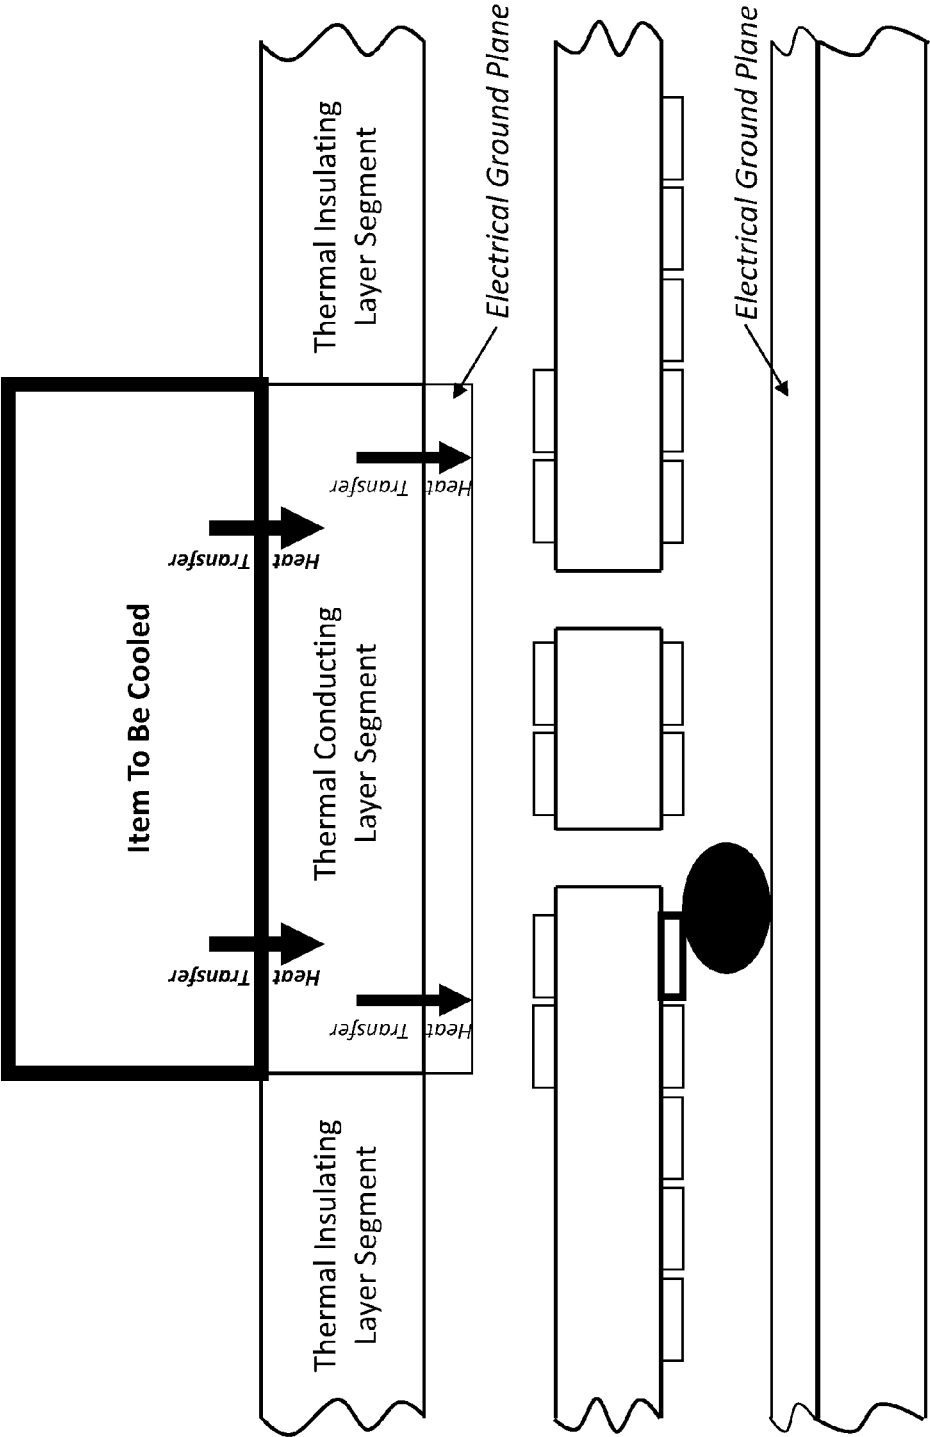 Item To Be Cooled
Heat Transfer
Heat Transfer
Thermal Insulating
Layer Segment
Thermal Conducting
Layer Segment
Thermal Insulating
Layer Segment
Heat Transfer
Heat Transfer
Electrical Ground Plane
Electrical Ground Plane